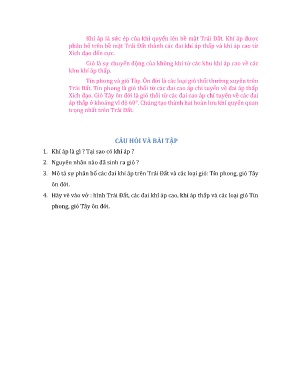 Khí áp là sức ép của khí quyển lên bề mặt Trái Đất. Khí áp được
phân bố trên bề mặt Trái Đất thành các đai khí áp thấp và khí áp cao từ
Xích đạo đến cực.
Gió là sự chuyển động của không khí từ các khu khí áp cao về các
khu khí áp thấp.
Tín phong và gió Tây. Ôn đới là các loại gió thổi thường xuyên trên
Trái Đất. Tín phong là gió thổi từ các đai cao áp chí tuyến về đai áp thấp
Xích đạo. Gió Tây ôn đới là gió thổi từ các đai cao áp chí tuyến về các đai
áp thấp ở khoảng vĩ độ 60°. Chúng tạo thành hai hoàn lưu khí quyển quan
trọng nhất trên Trái Đất.
CÂU HỎI VÀ BÀI TẬP
1. Khí áp là gì ? Tại sao có khí áp ?
2. Nguyên nhân nào đã sinh ra gió ?
3. Mô tả sự phân bố các đai khí áp trên Trái Đất và các loại gió: Tín phong, gió Tây
ôn đới.
4. Hãy vẽ vào vở : hình Trái Đất, các đai khí áp cao, khí áp thấp và các loại gió Tín
phong, gió Tây ôn đới.